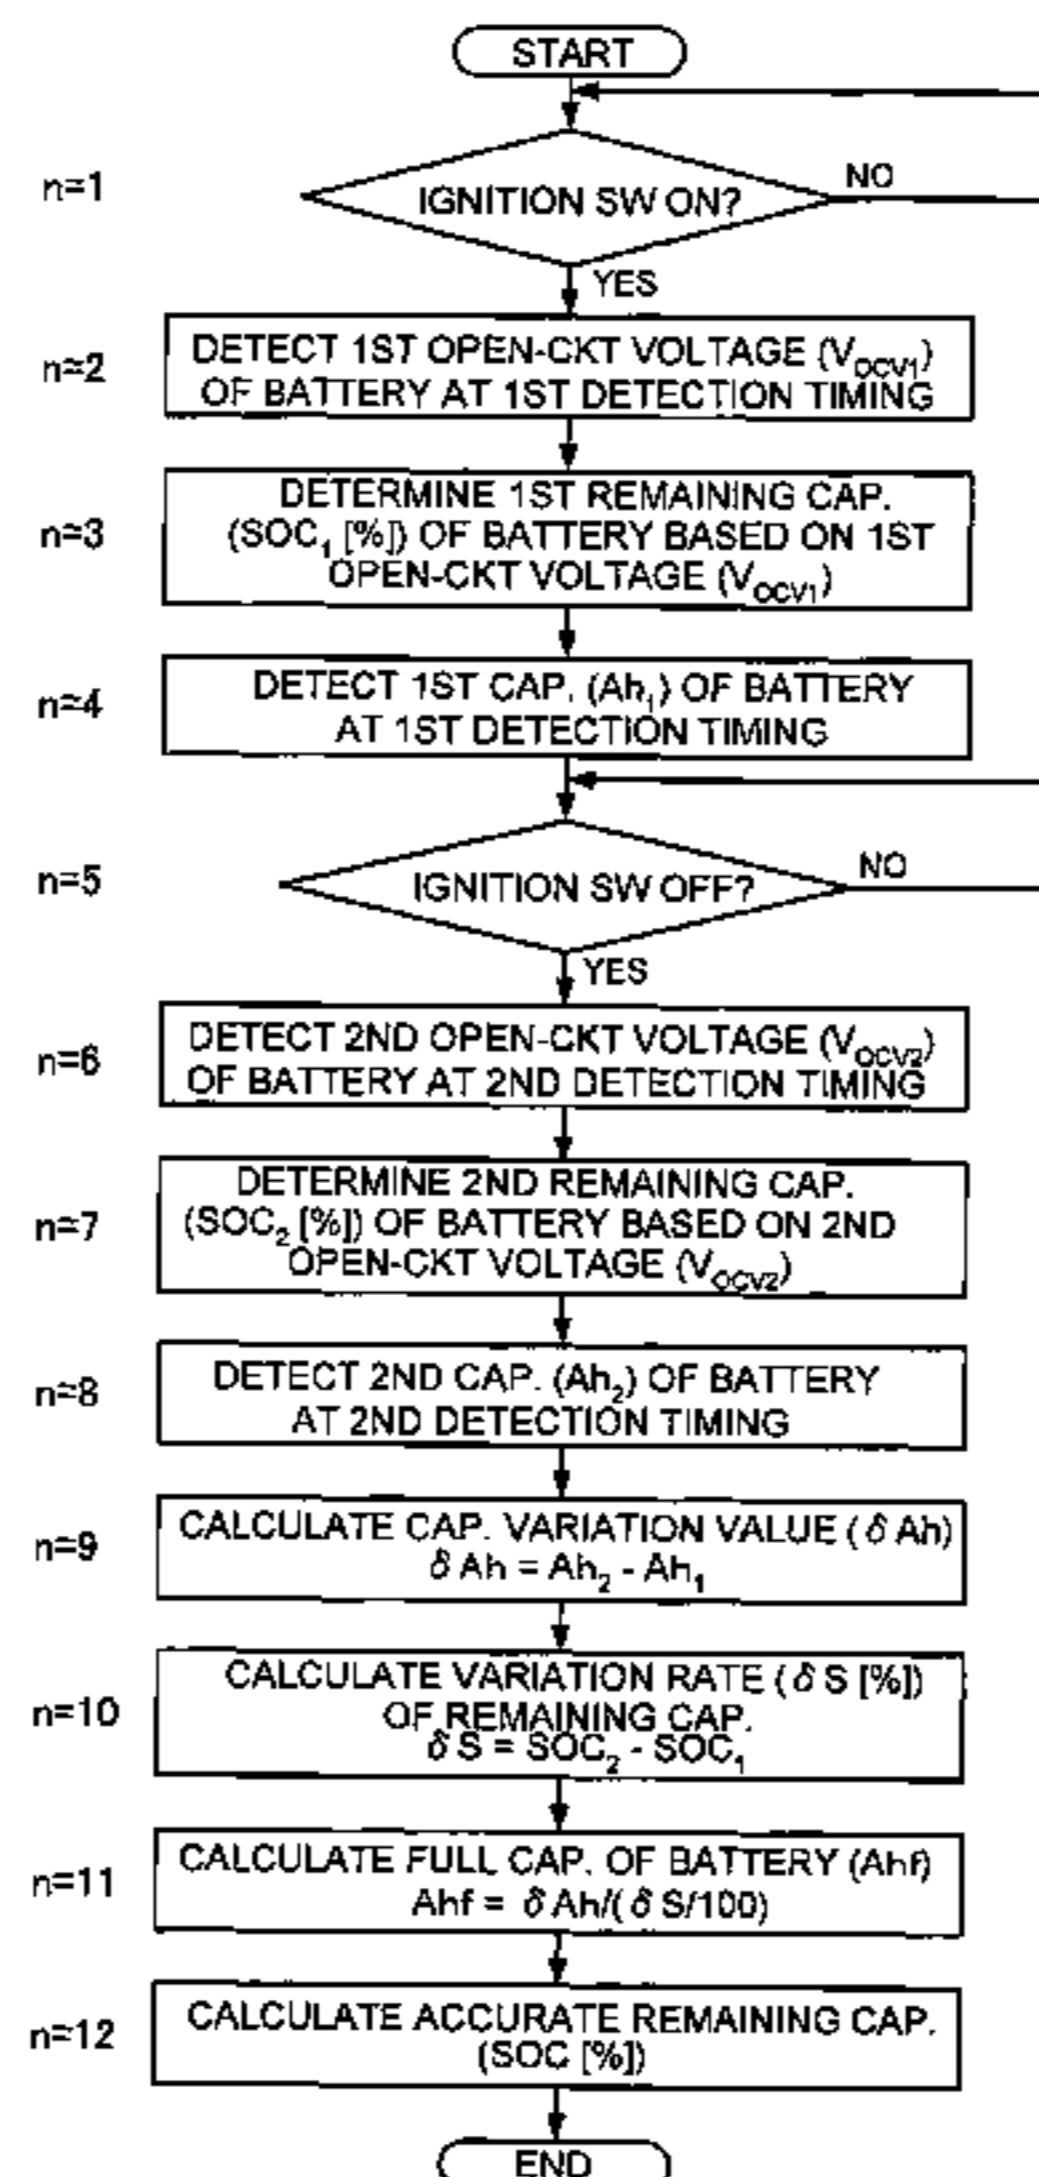 START
n=1
IGNITION SW ON?
NO
YES
n=2
DETECT 1ST OPEN-CKT VOLTAGE (V_OCV1)
OF BATTERY AT 1ST DETECTION TIMING
n=3
DETERMINE 1ST REMAINING CAP.
(SOC₁ [%]) OF BATTERY BASED ON 1ST
OPEN-CKT VOLTAGE (V_OCV1)
n=4
DETECT 1ST CAP. (Ah₁) OF BATTERY
AT 1ST DETECTION TIMING
n=5
IGNITION SW OFF?
NO
YES
n=6
DETECT 2ND OPEN-CKT VOLTAGE (V_OCV2)
OF BATTERY AT 2ND DETECTION TIMING
n=7
DETERMINE 2ND REMAINING CAP.
(SOC₂ [%]) OF BATTERY BASED ON 2ND
OPEN-CKT VOLTAGE (V_OCV2)
n=8
DETECT 2ND CAP. (Ah₂) OF BATTERY
AT 2ND DETECTION TIMING
n=9
CALCULATE CAP. VARIATION VALUE (δ Ah)
δ Ah = Ah₂ - Ah₁
n=10
CALCULATE VARIATION RATE (δ S [%])
OF REMAINING CAP.
δ S = SOC₂ - SOC₁
n=11
CALCULATE FULL CAP. OF BATTERY (Ahf)
Ahf = δ Ah/(δ S/100)
n=12
CALCULATE ACCURATE REMAINING CAP.
(SOC [%])
END